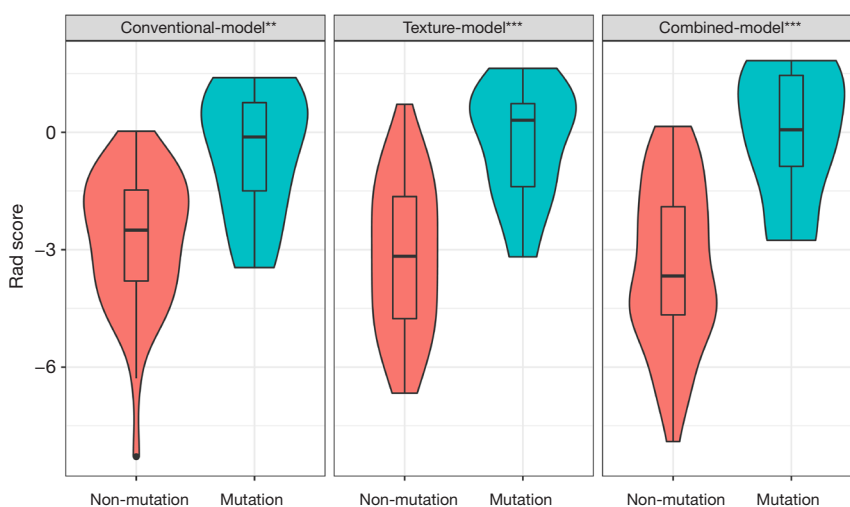 Conventional-model** Texture-model*** Combined-model***
Rad score
0
−3
−6
Non-mutation Mutation Non-mutation Mutation Non-mutation Mutation